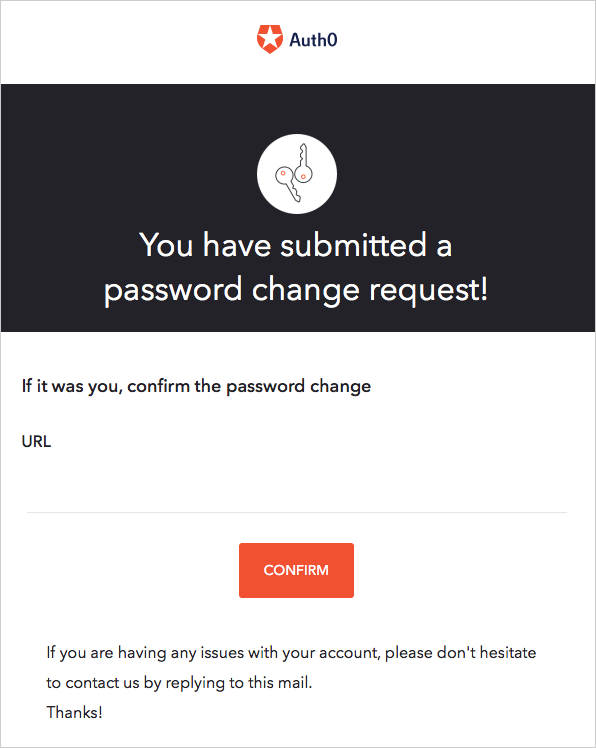 Auth0
You have submitted a
password change request!
If it was you, confirm the password change
URL
CONFIRM
If you are having any issues with your account, please don't hesitate
to contact us by replying to this mail.
Thanks!